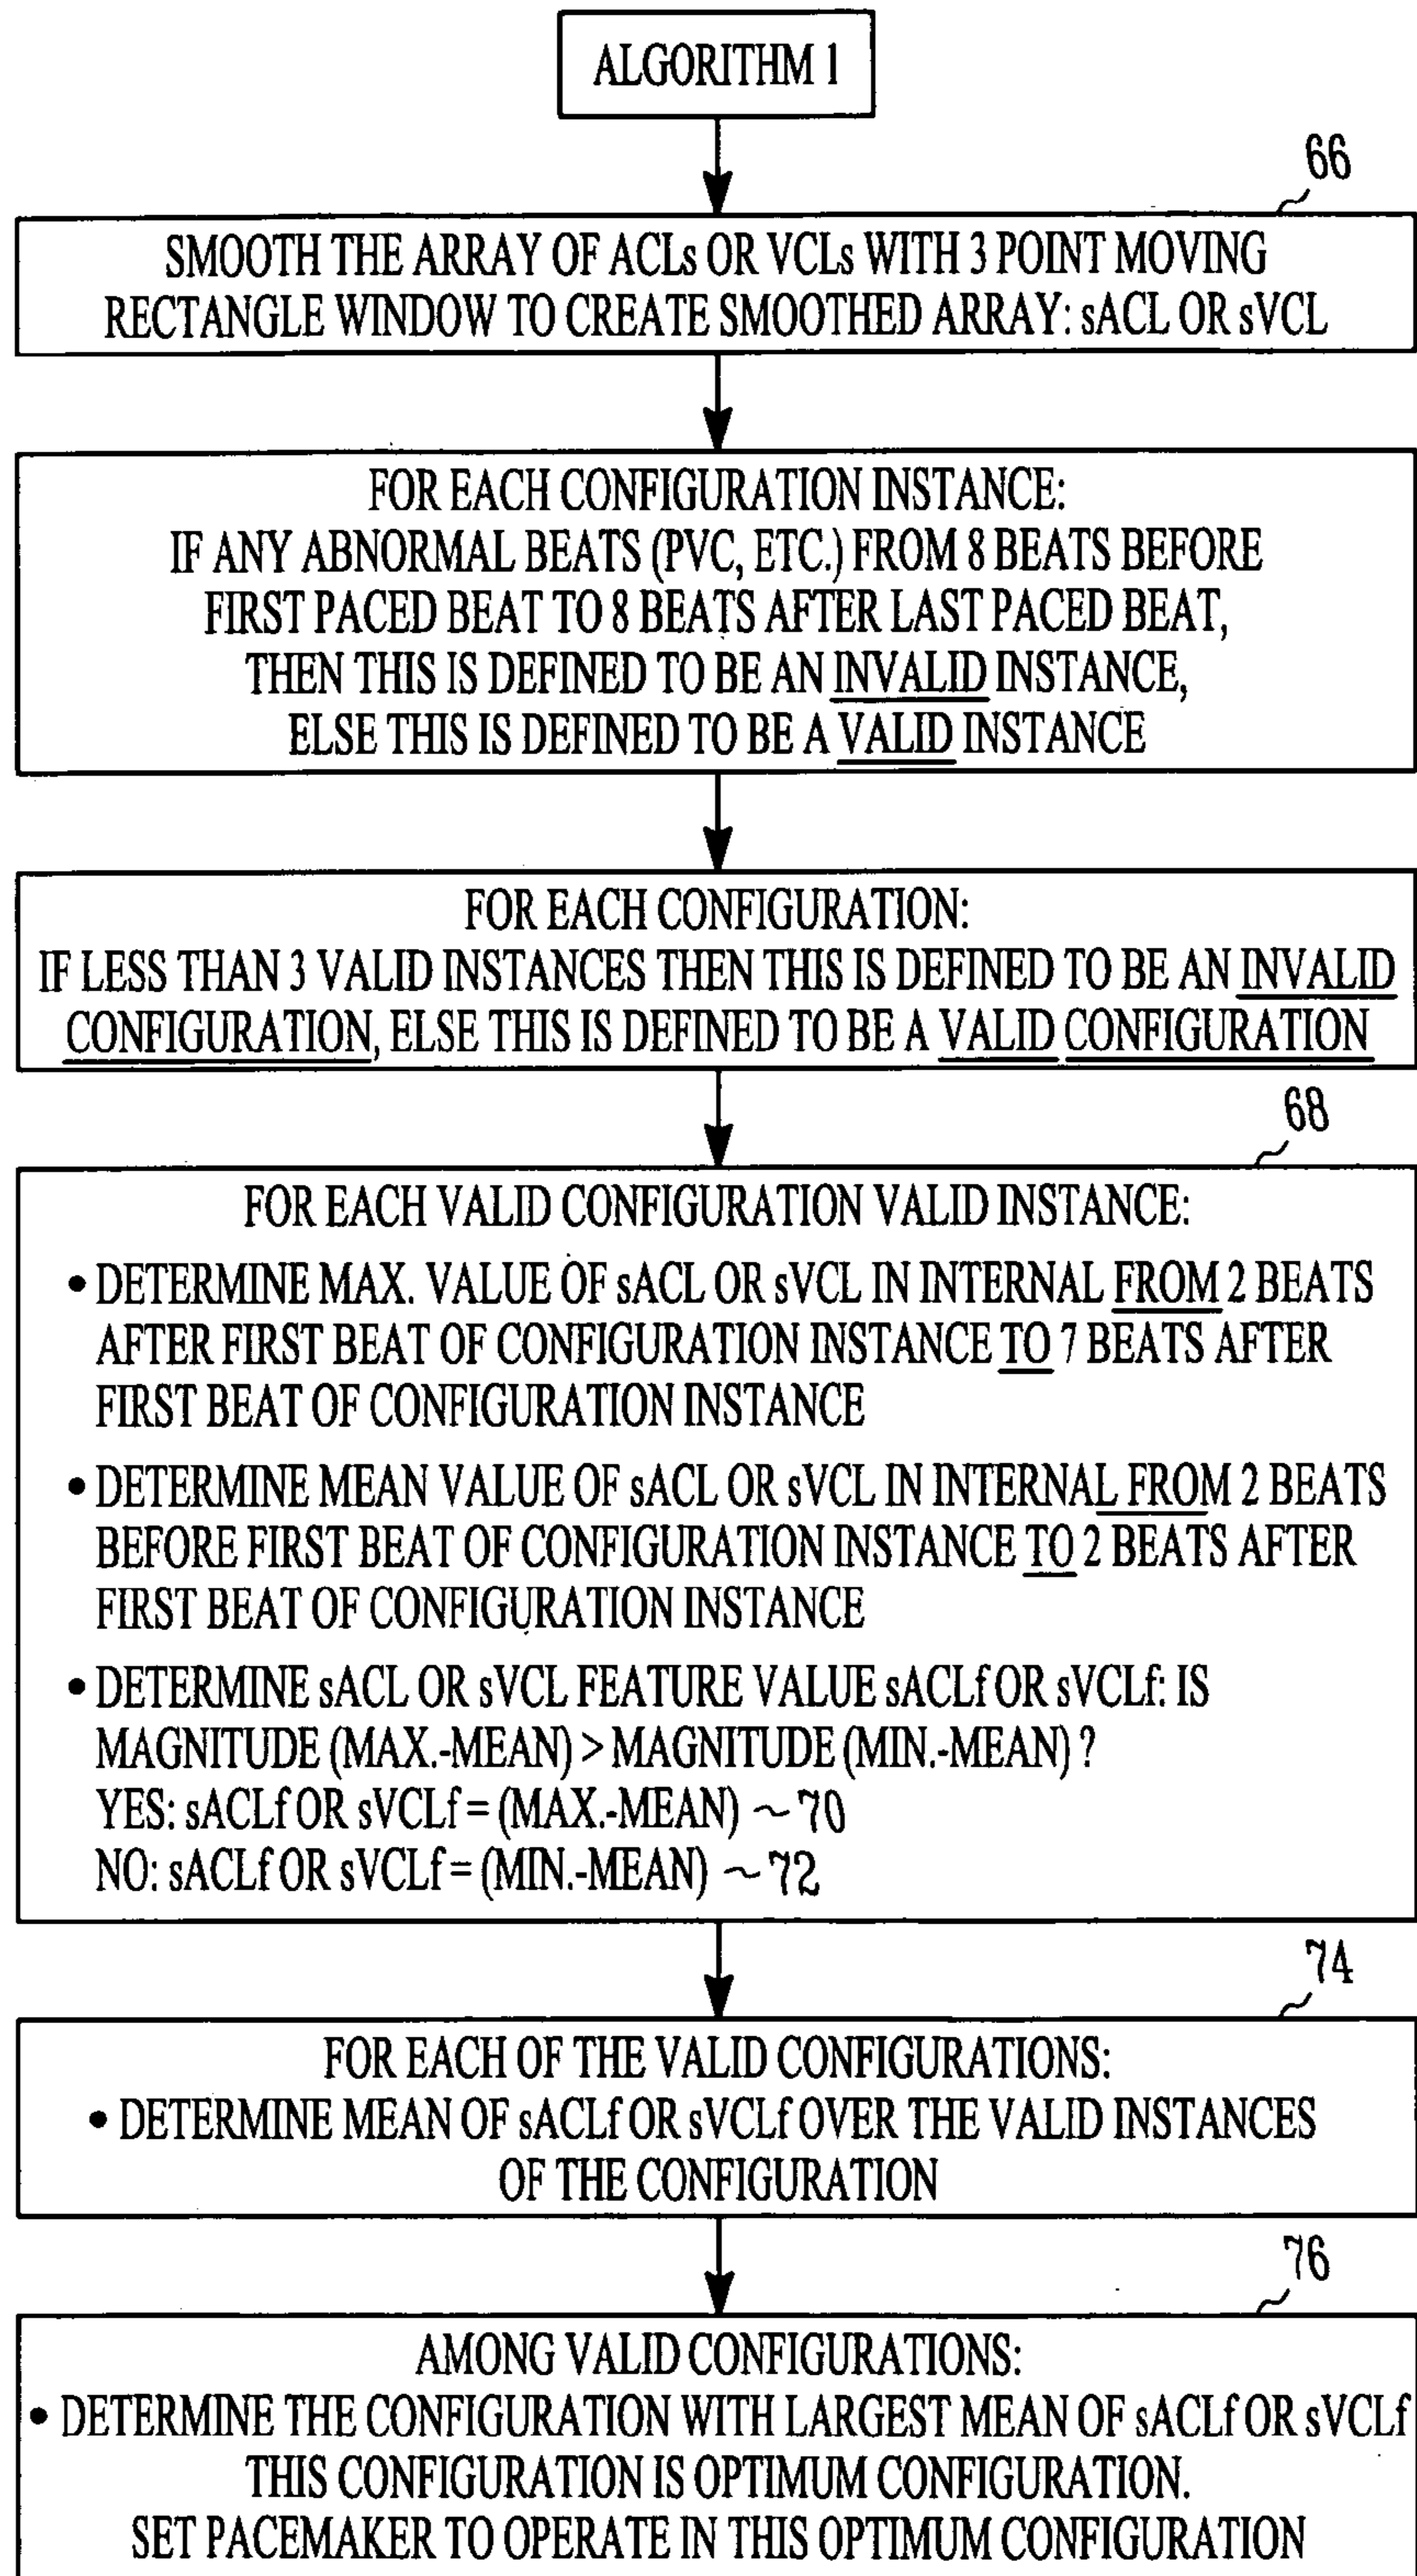 ALGORITHM 1
66
SMOOTH THE ARRAY OF ACLs OR VCLs WITH 3 POINT MOVING
RECTANGLE WINDOW TO CREATE SMOOTHED ARRAY: sACL OR sVCL
FOR EACH CONFIGURATION INSTANCE:
IF ANY ABNORMAL BEATS (PVC, ETC.) FROM 8 BEATS BEFORE
FIRST PACED BEAT TO 8 BEATS AFTER LAST PACED BEAT,
THEN THIS IS DEFINED TO BE AN INVALID INSTANCE,
ELSE THIS IS DEFINED TO BE A VALID INSTANCE
FOR EACH CONFIGURATION:
IF LESS THAN 3 VALID INSTANCES THEN THIS IS DEFINED TO BE AN INVALID
CONFIGURATION, ELSE THIS IS DEFINED TO BE A VALID CONFIGURATION
68
FOR EACH VALID CONFIGURATION VALID INSTANCE:
• DETERMINE MAX. VALUE OF sACL OR sVCL IN INTERNAL FROM 2 BEATS
AFTER FIRST BEAT OF CONFIGURATION INSTANCE TO 7 BEATS AFTER
FIRST BEAT OF CONFIGURATION INSTANCE
• DETERMINE MEAN VALUE OF sACL OR sVCL IN INTERNAL FROM 2 BEATS
BEFORE FIRST BEAT OF CONFIGURATION INSTANCE TO 2 BEATS AFTER
FIRST BEAT OF CONFIGURATION INSTANCE
• DETERMINE sACL OR sVCL FEATURE VALUE sACLf OR sVCLf: IS
MAGNITUDE (MAX.-MEAN) > MAGNITUDE (MIN.-MEAN) ?
YES: sACLf OR sVCLf = (MAX.-MEAN) ~70
NO: sACLf OR sVCLf = (MIN.-MEAN) ~72
74
FOR EACH OF THE VALID CONFIGURATIONS:
• DETERMINE MEAN OF sACLf OR sVCLf OVER THE VALID INSTANCES
OF THE CONFIGURATION
76
AMONG VALID CONFIGURATIONS:
• DETERMINE THE CONFIGURATION WITH LARGEST MEAN OF sACLf OR sVCLf
THIS CONFIGURATION IS OPTIMUM CONFIGURATION.
SET PACEMAKER TO OPERATE IN THIS OPTIMUM CONFIGURATION